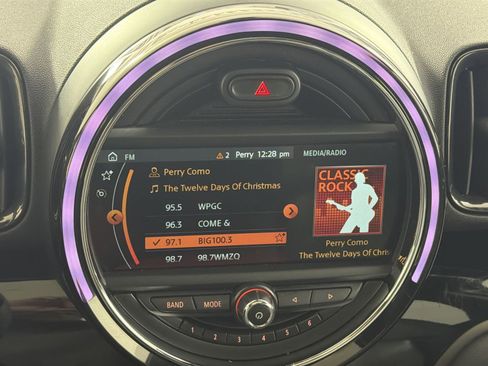 FM
2 Perry 12:28 pm
MEDIA/RADIO
Perry Como
The Twelve Days Of Christmas
95.5 WPGC
96.3 COME &
97.1 BIG100.3
98.7 98.7WMZQ
CLASSIC
ROCK
Perry Como
The Twelve Days Of Chris
BAND
MODE
1 2 3 4 5 6